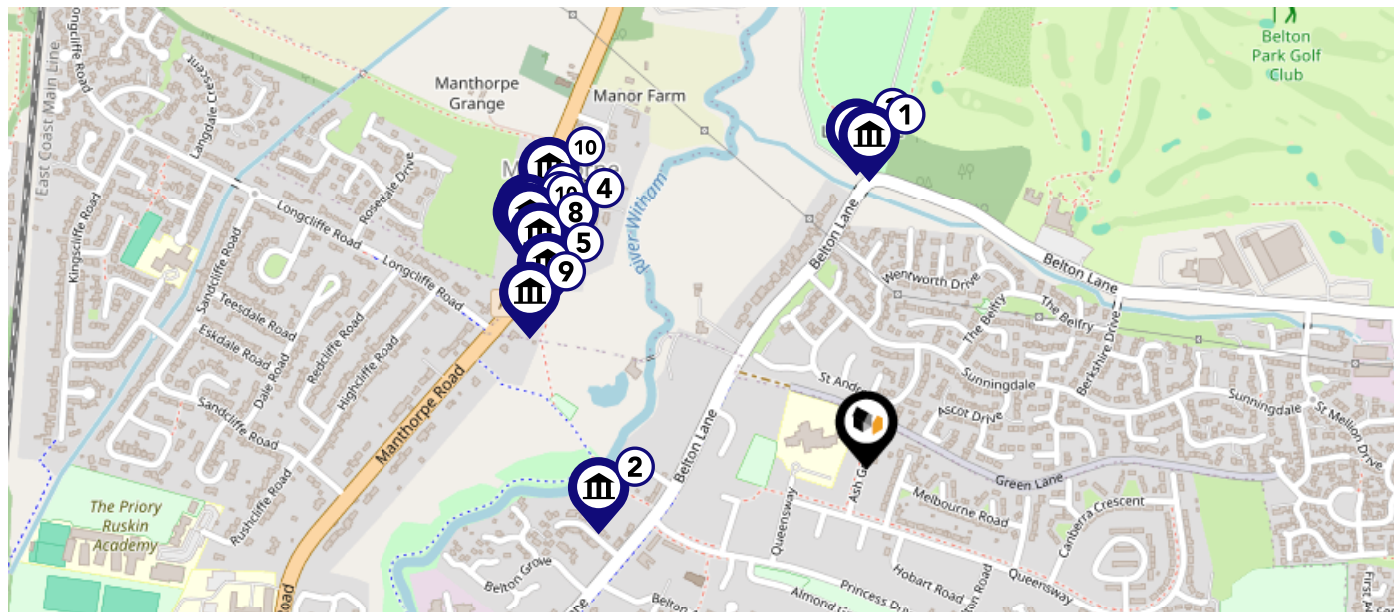 Belton
Park Golf
Club
Manthorpe
Grange
Manor Farm
East Coast Main Line
Longcliffe Road
Langdale Crescent
Rosedale Drive
Kingscliffe Road
Sandcliffe Road
Longcliffe Road
Longcliffe Road
Teesdale Road
Eskdale Road
Dale Road
Redcliffe Road
Highcliffe Road
Sandcliffe Road
Rushcliffe Road
Manthorpe Road
River Witham
10
10
4
8
5
9
1
2
Belton Lane
Belton Lane
Belton Lane
Wentworth Drive
The Belfry
The Belfry
Berkshire Drive
Sunningdale
Sunningdale
Ascot Drive
St Mellion Drive
St Andr
Ash G
Green Lane
Melbourne Road
Canberra Crescent
Queensway
Queensway
Hobart Road
Princess Dr
Almond G
Belton Grove
Belton
The Priory
Ruskin
Academy
Road